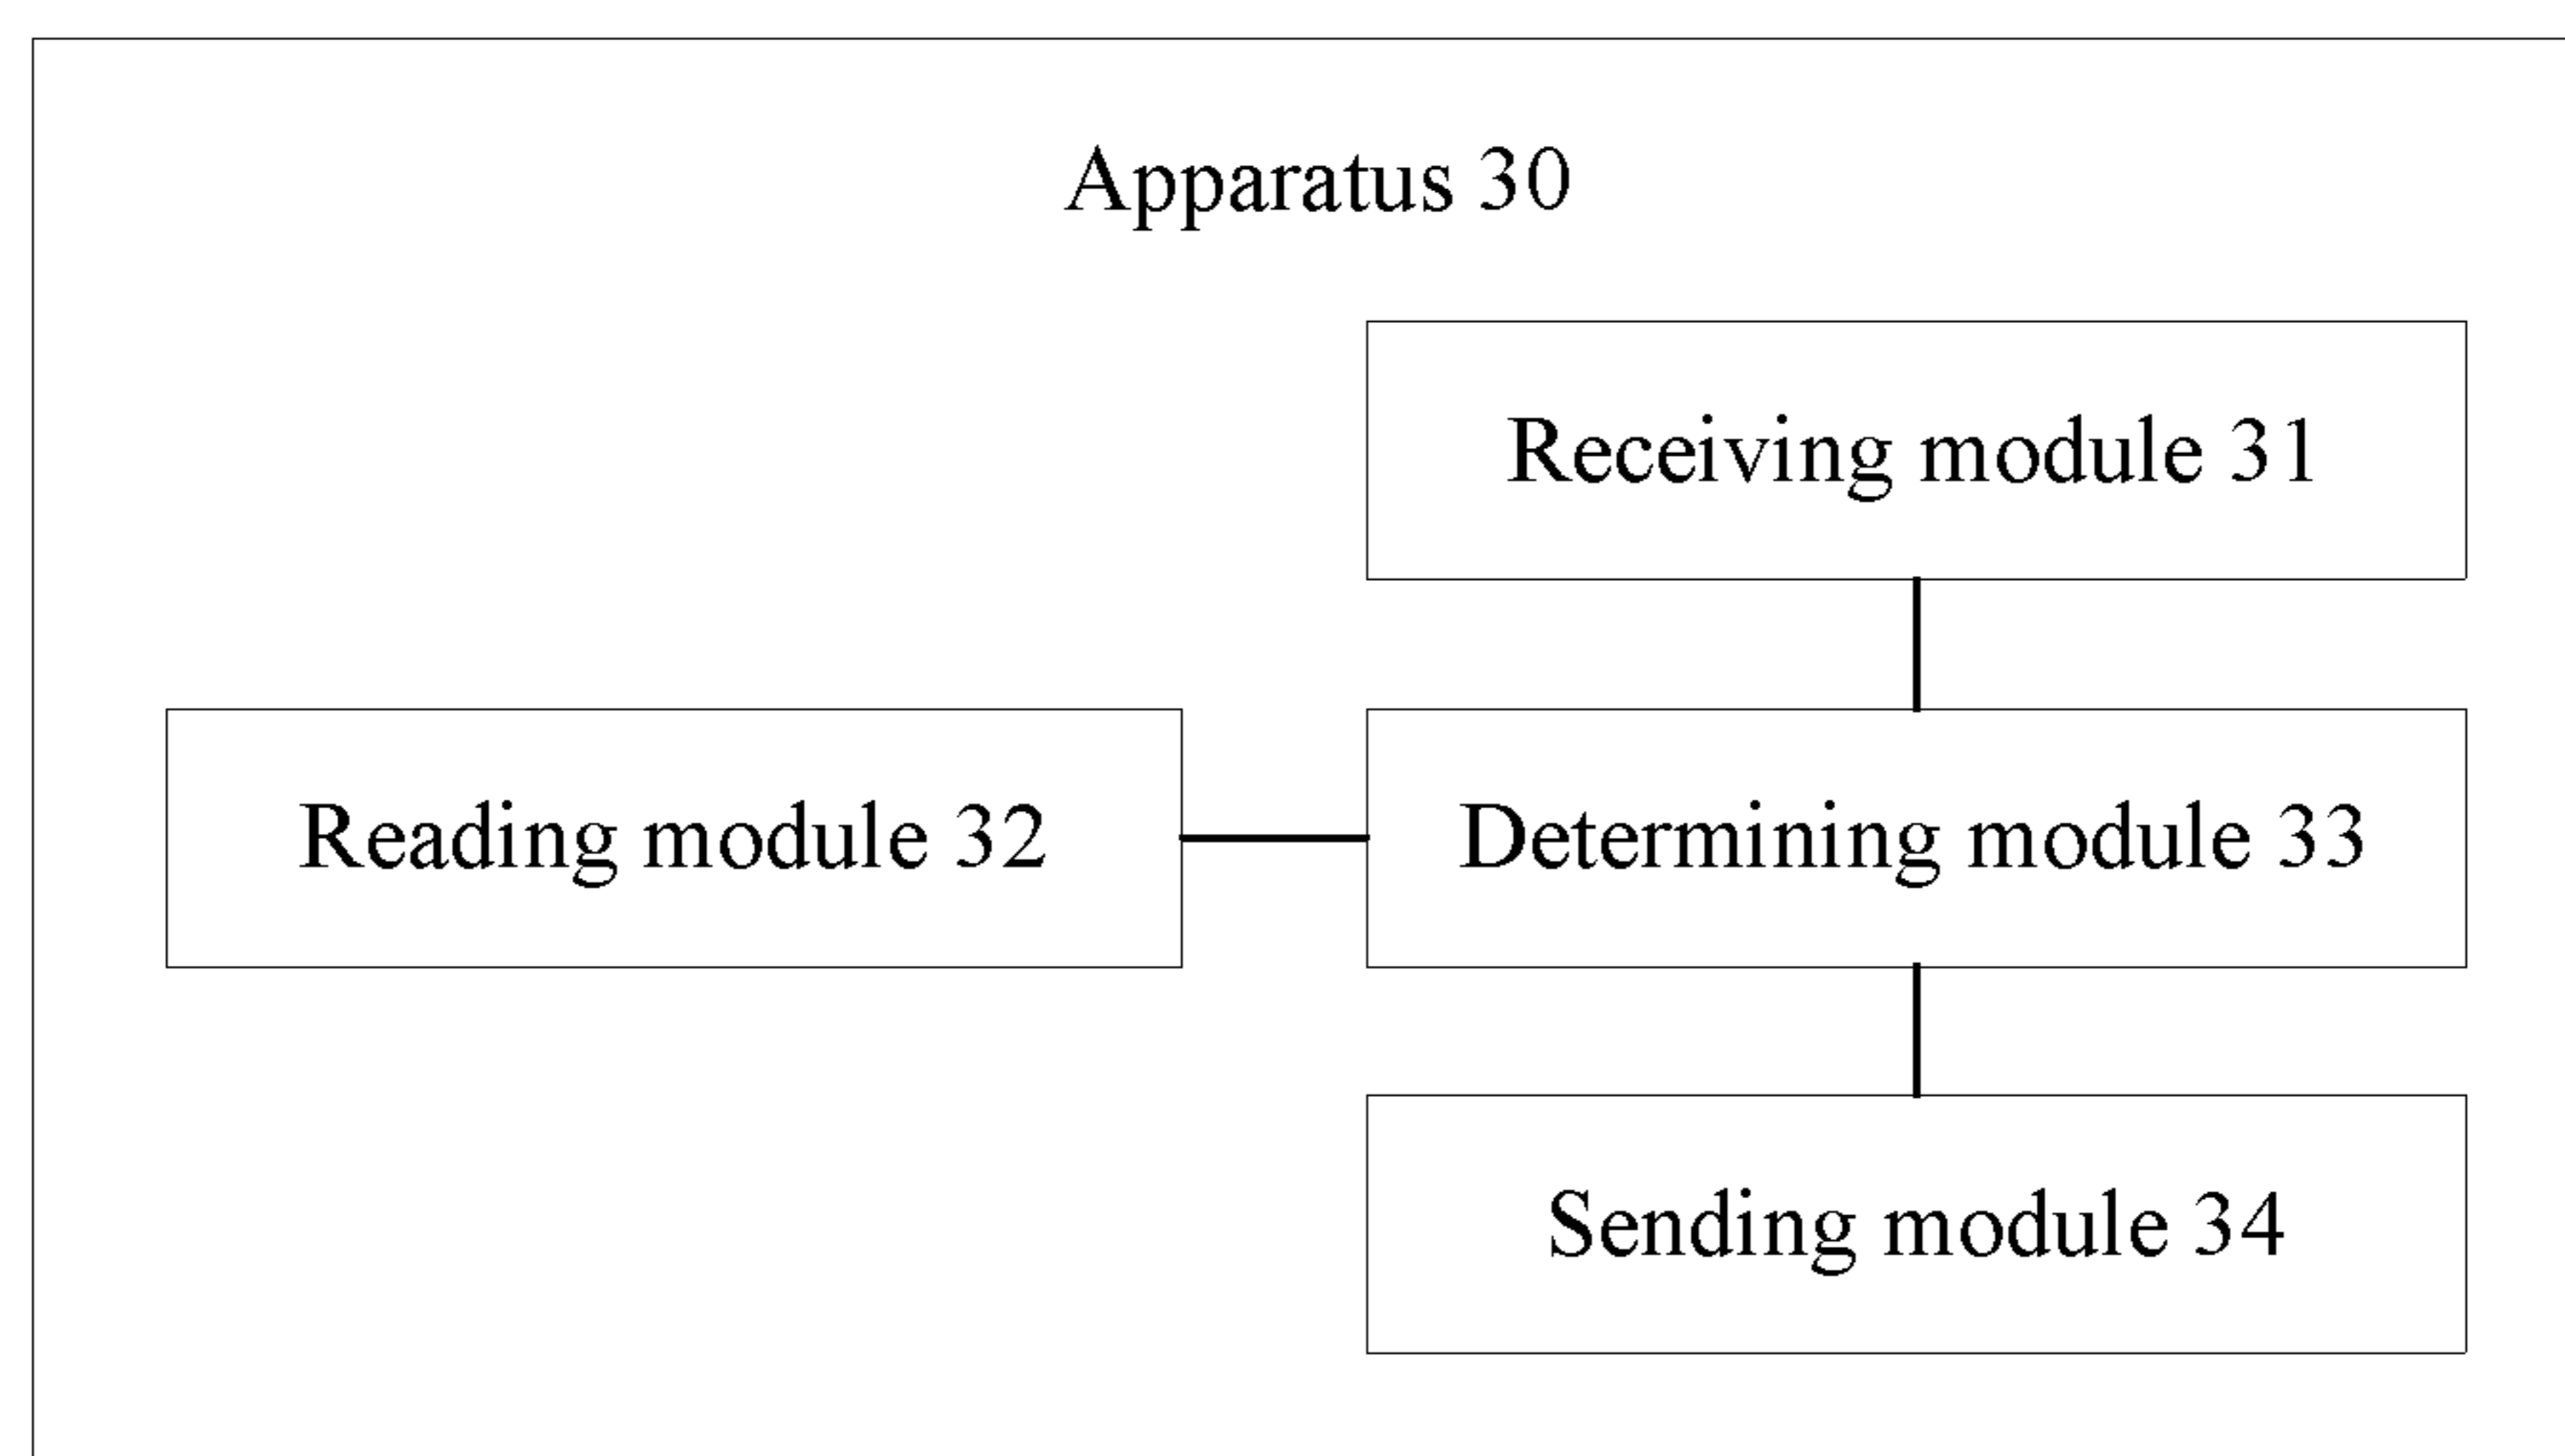 Apparatus 30
Receiving module 31
Reading module 32
Determining module 33
Sending module 34